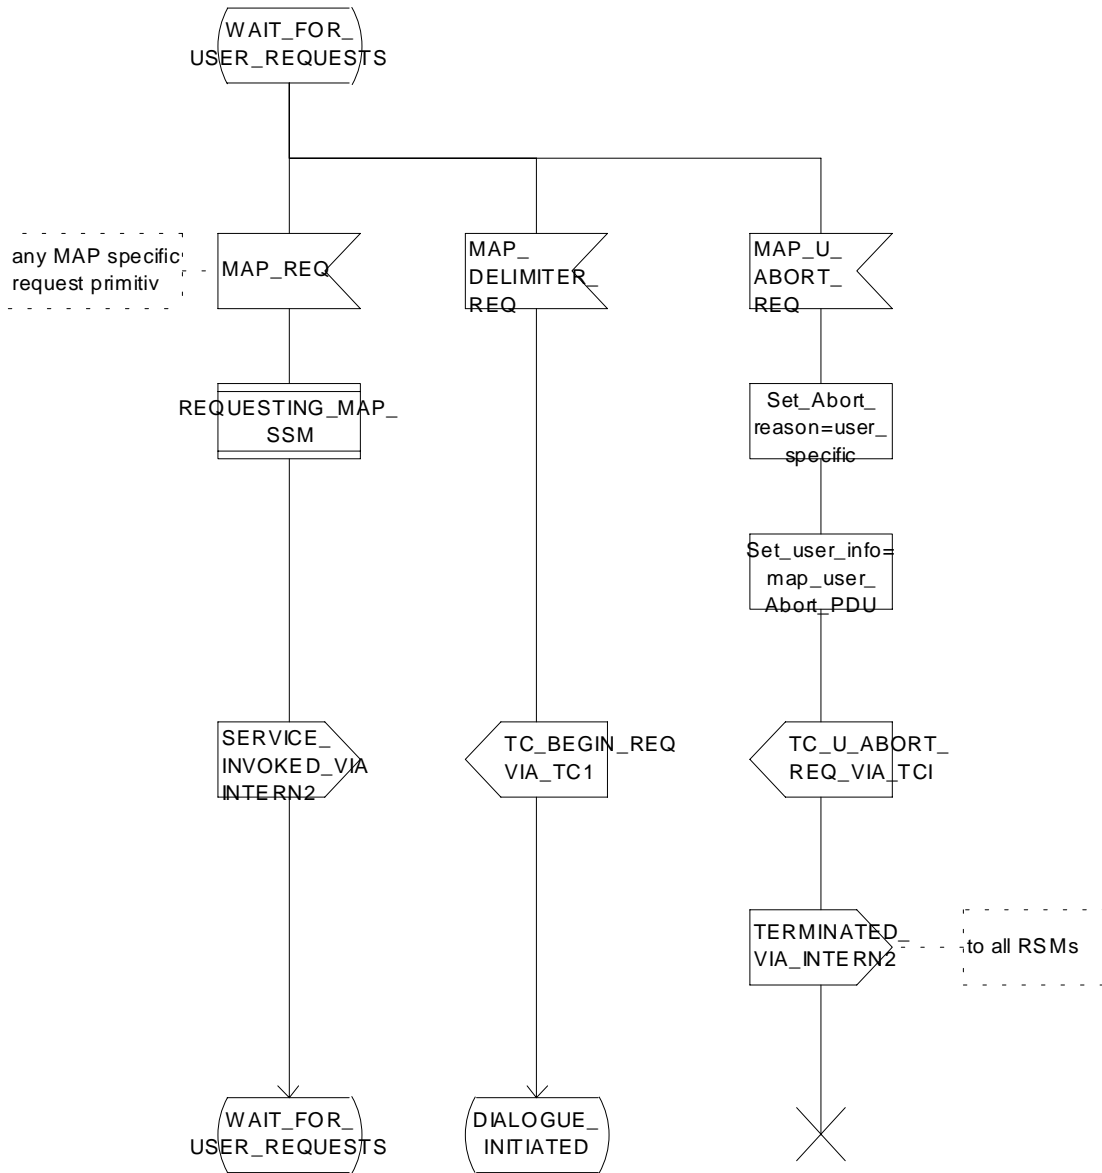 WAIT_FOR_
USER_REQUESTS
any MAP specific
request primitiv
MAP_REQ
MAP_
DELIMITER_
REQ
MAP_U_
ABORT_
REQ
REQUESTING_MAP_
SSM
Set_Abort_
reason=user_
specific
Set_user_info=
map_user_
Abort_PDU
SERVICE_
INVOKED_VIA
INTERN2
TC_BEGIN_REQ
VIA_TC1
TC_U_ABORT_
REQ_VIA_TCI
TERMINATED_
VIA_INTERN2
to all RSMs
WAIT_FOR_
USER_REQUESTS
DIALOGUE_
INITIATED